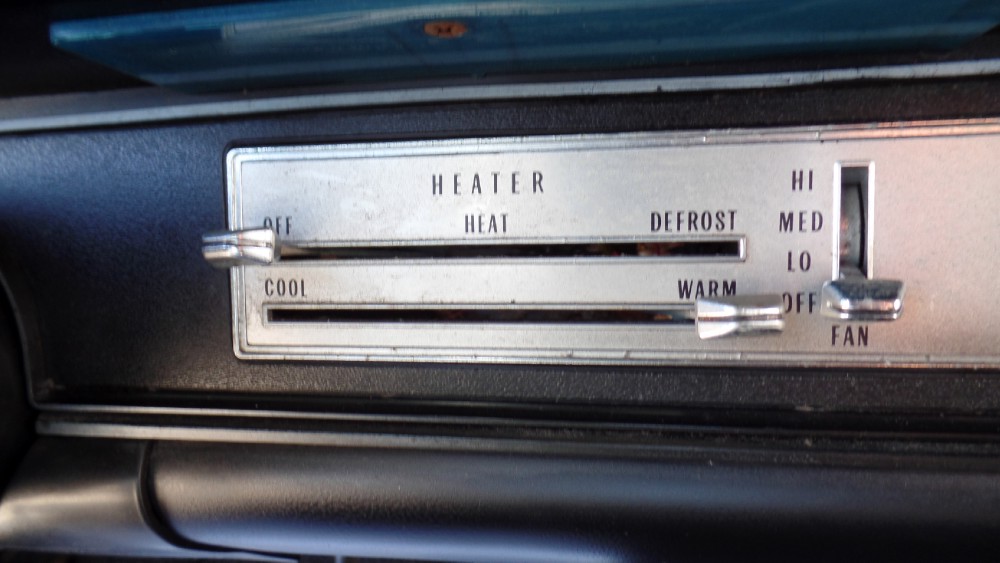 HEATER
OFF HEAT DEFROST
COOL WARM
HI
MED
LO
OFF
FAN